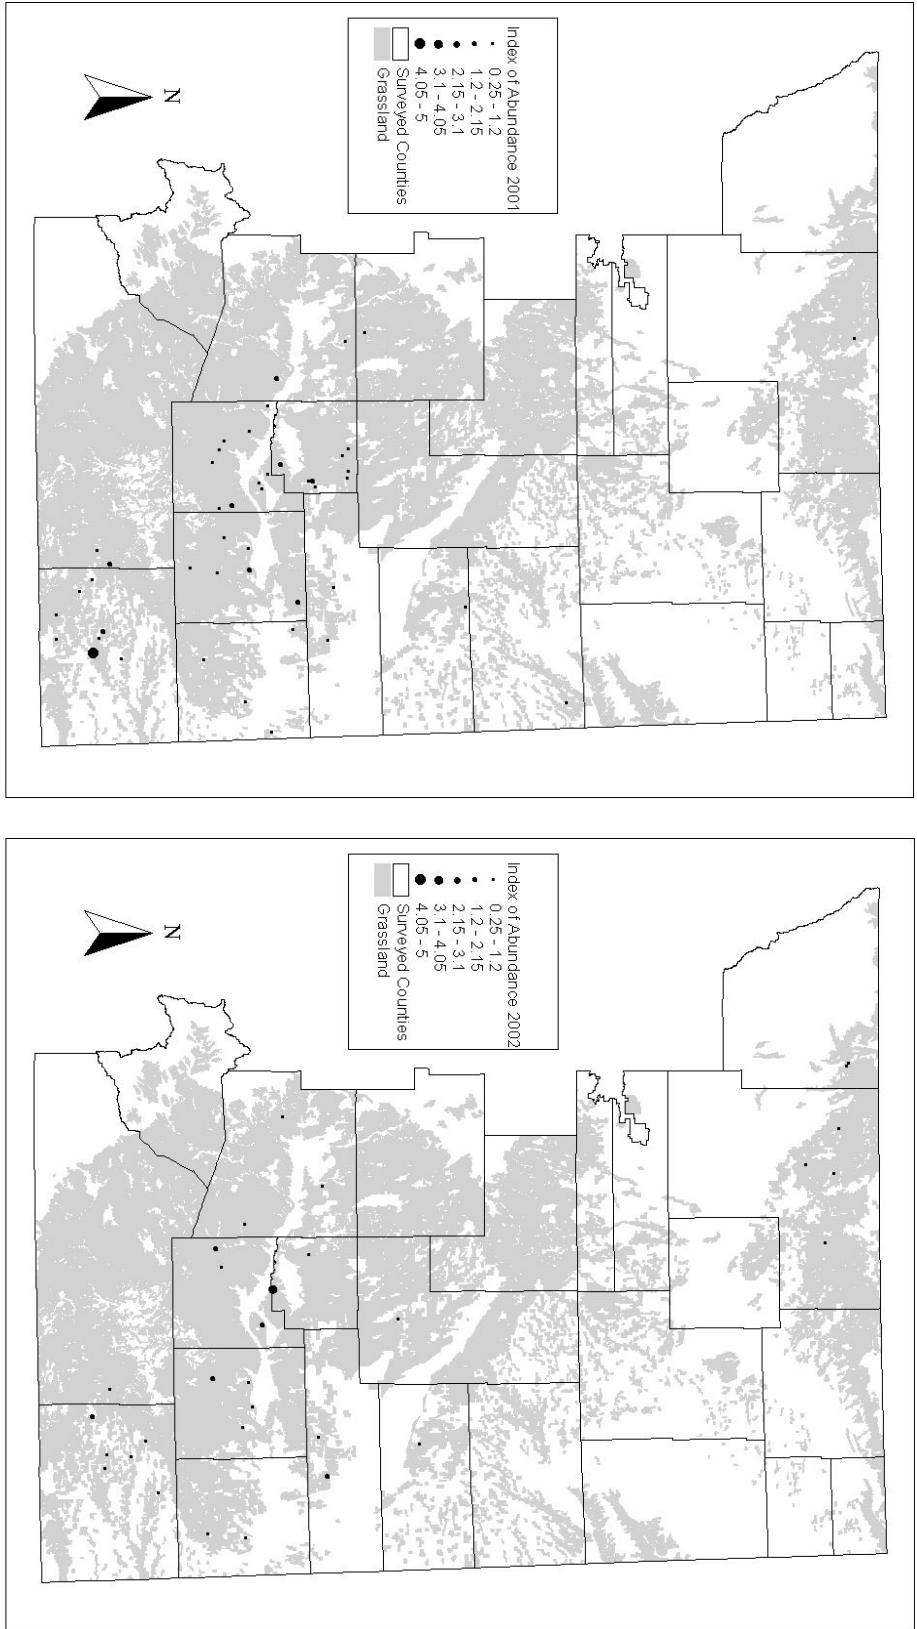 Index of Abundance 2001
0.25 - 1.2
1.2 - 2.15
2.15 - 3.1
3.1 - 4.05
4.05 - 5
Surveyed Counties
Grassland
N
Index of Abundance 2002
0.25 - 1.2
1.2 - 2.15
2.15 - 3.1
3.1 - 4.05
4.05 - 5
Surveyed Counties
Grassland
N